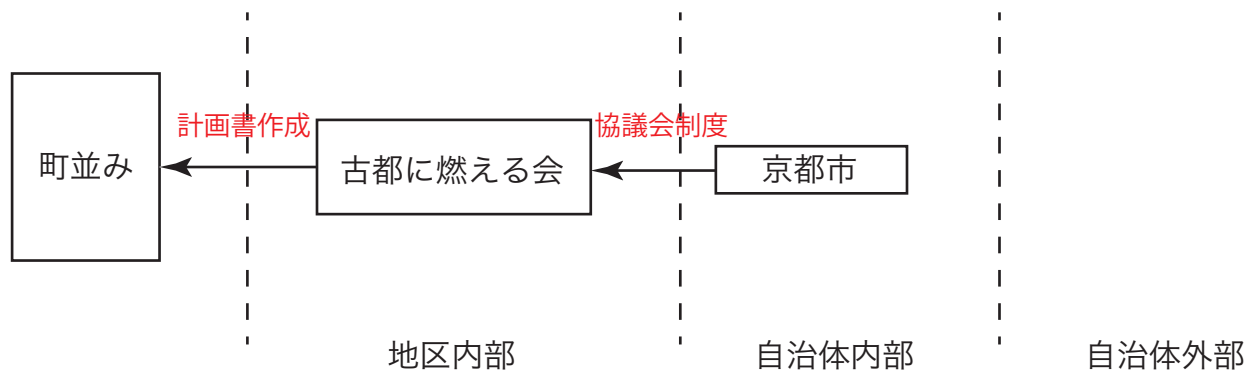 計画書作成
協議会制度
町並み
古都に燃える会
京都市
地区内部
自治体内部
自治体外部